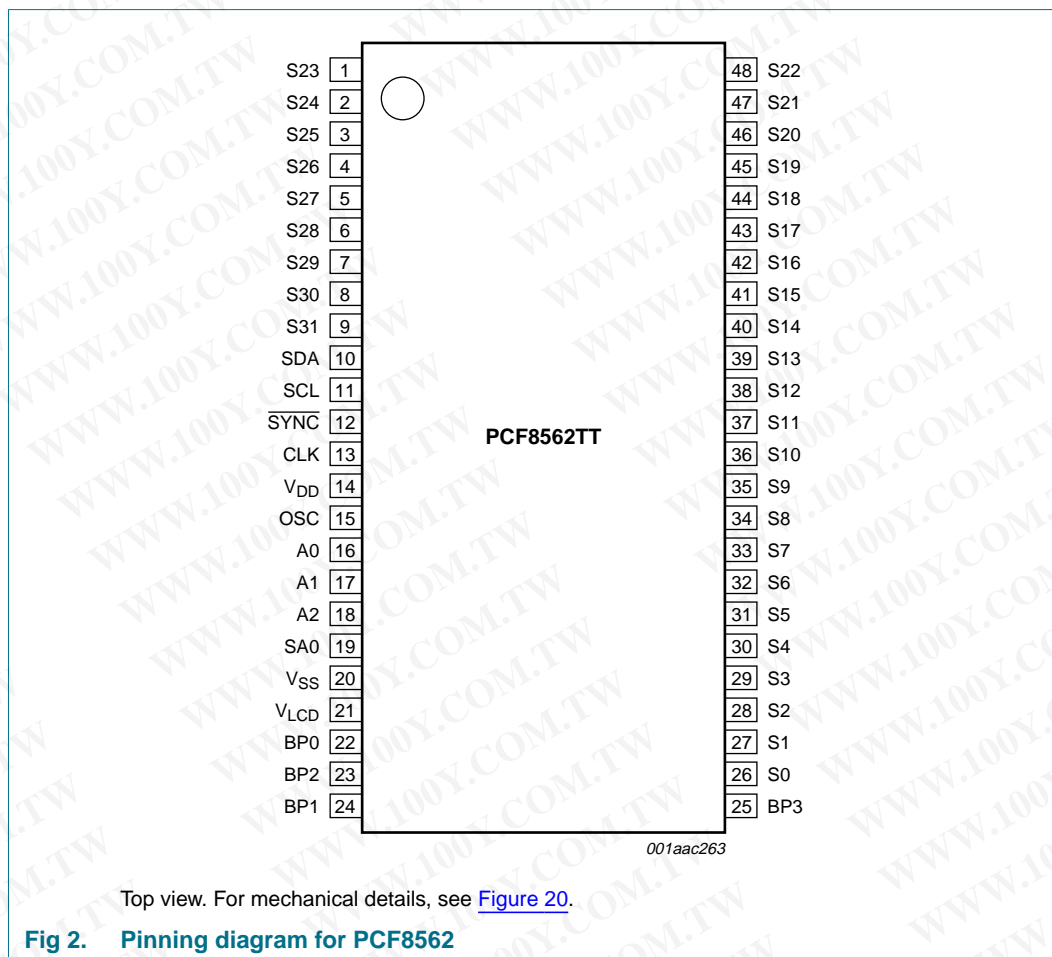 S23 1 48 S22
S24 2 47 S21
S25 3 46 S20
S26 4 45 S19
S27 5 44 S18
S28 6 43 S17
S29 7 42 S16
S30 8 41 S15
S31 9 40 S14
SDA 10 39 S13
SCL 11 38 S12
SYNC 12 37 S11
PCF8562TT
CLK 13 36 S10
VDD 14 35 S9
OSC 15 34 S8
A0 16 33 S7
A1 17 32 S6
A2 18 31 S5
SA0 19 30 S4
VSS 20 29 S3
VLCD 21 28 S2
BP0 22 27 S1
BP2 23 26 S0
BP1 24 25 BP3
001aac263
Top view. For mechanical details, see Figure 20.
Fig 2. Pinning diagram for PCF8562
WWW.100Y.COM.TW